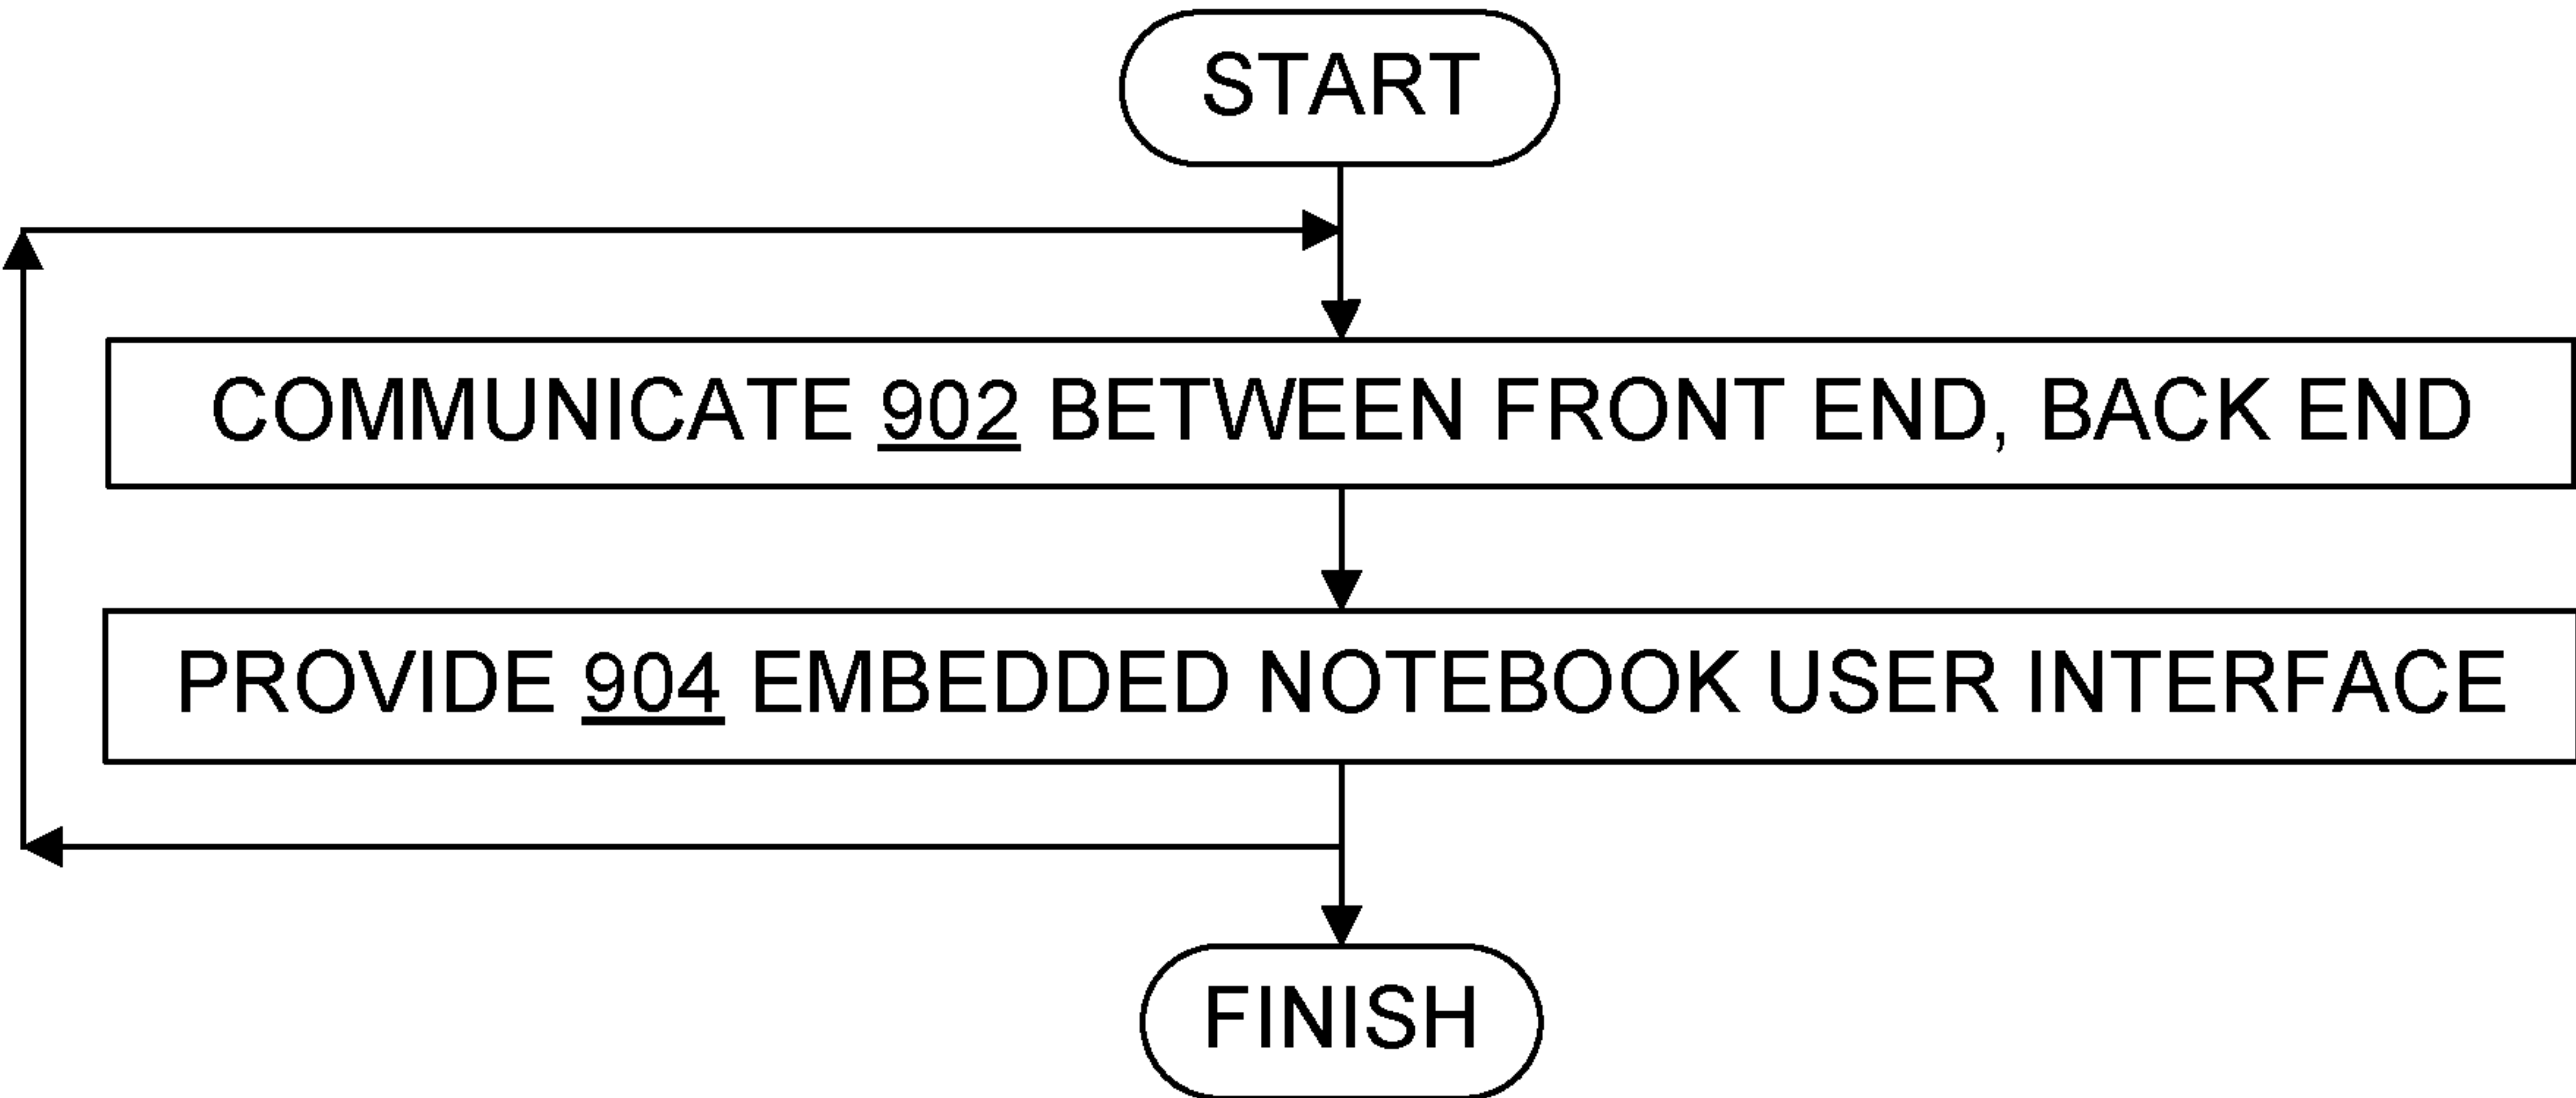 START
COMMUNICATE 902 BETWEEN FRONT END, BACK END
PROVIDE 904 EMBEDDED NOTEBOOK USER INTERFACE
FINISH